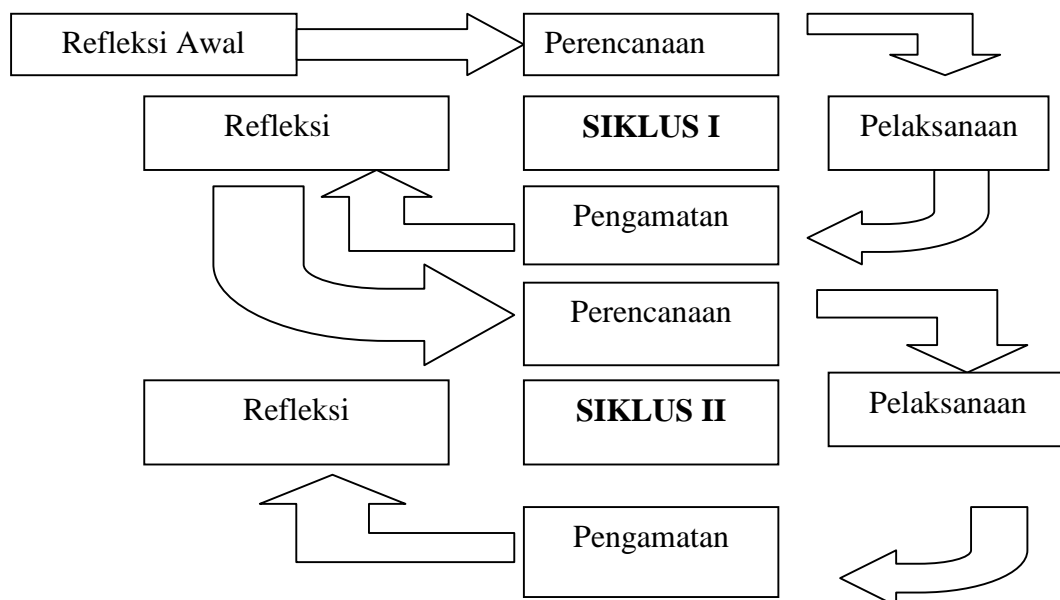 Refleksi Awal
Perencanaan
Refleksi
SIKLUS I
Pelaksanaan
Pengamatan
Perencanaan
Refleksi
SIKLUS II
Pelaksanaan
Pengamatan